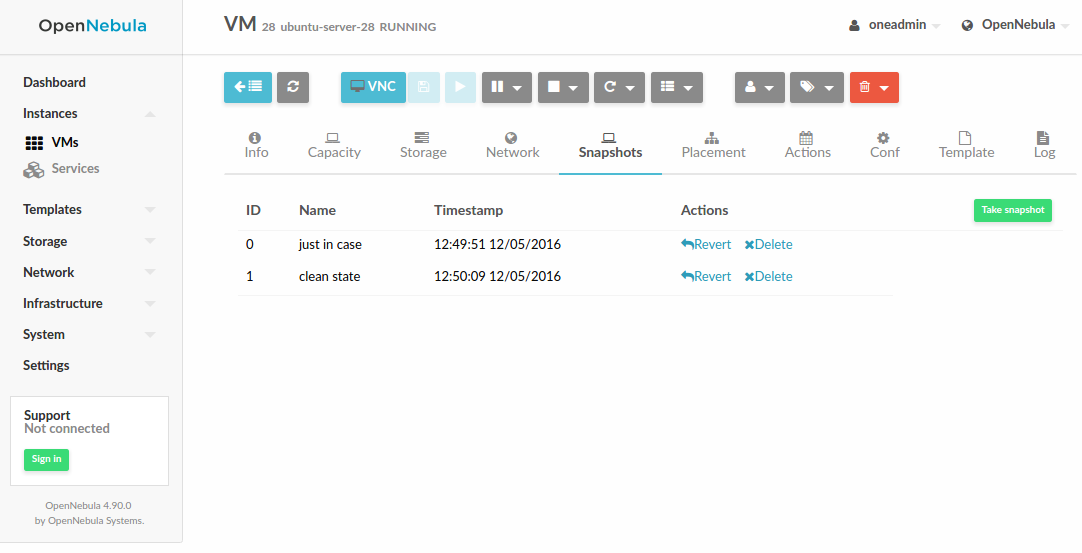 OpenNebula
VM 28 ubuntu-server-28 RUNNING
oneadmin
OpenNebula
Dashboard
Instances
VMs
Services
Templates
Storage
Network
Infrastructure
System
Settings
Support
Not connected
Sign in
OpenNebula 4.90.0
by OpenNebula Systems.
VNC
Info Capacity Storage Network Snapshots Placement Actions Conf Template Log
ID Name Timestamp Actions Take snapshot
0 just in case 12:49:51 12/05/2016 Revert Delete
1 clean state 12:50:09 12/05/2016 Revert Delete